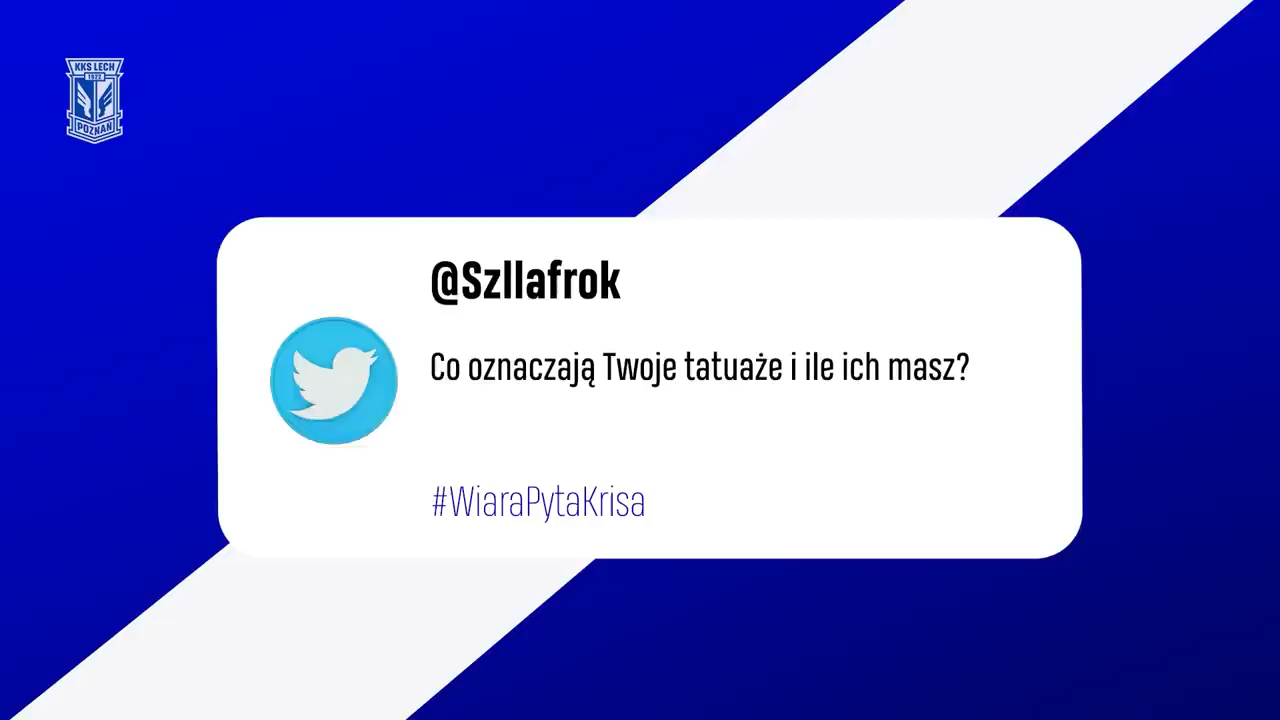 KKS LECH
1922
POZNAŃ
@Szllafrok
Co oznaczają Twoje tatuaże i ile ich masz?
#WiaraPytaKrisa